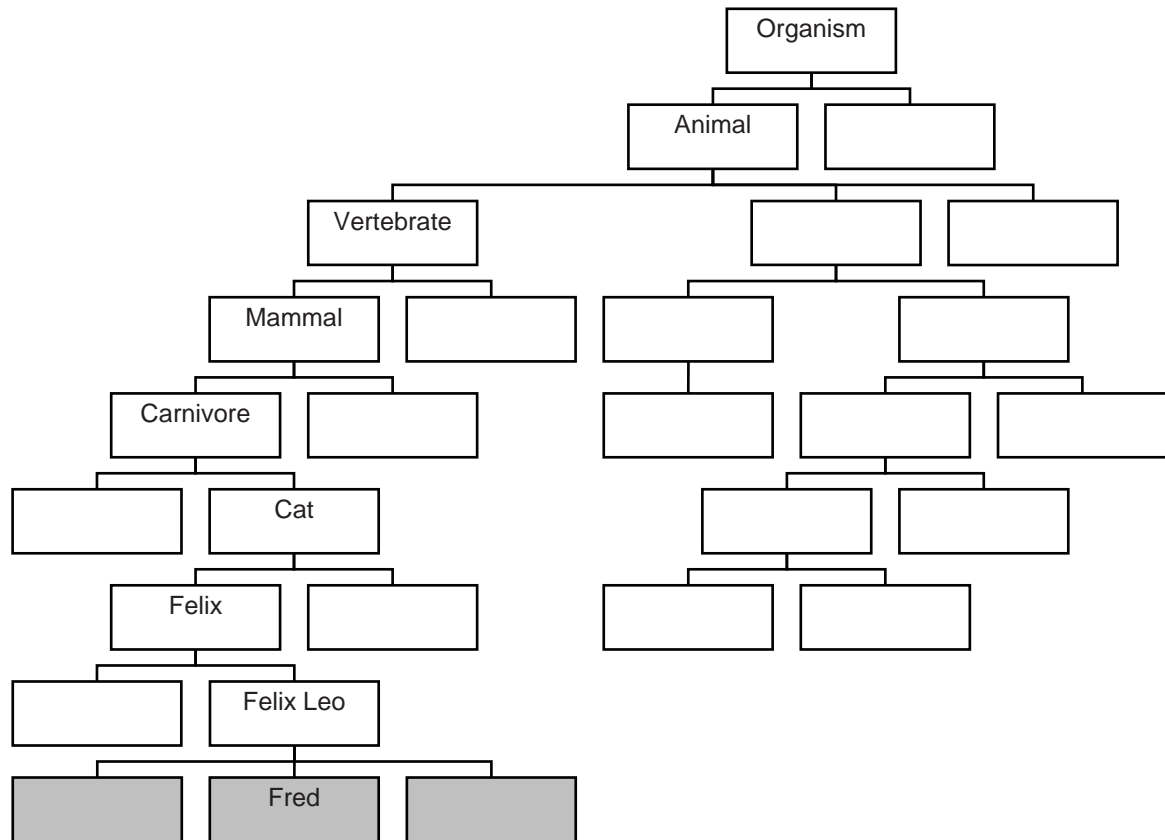 Organism
Animal
Vertebrate
Mammal
Carnivore
Cat
Felix
Felix Leo
Fred